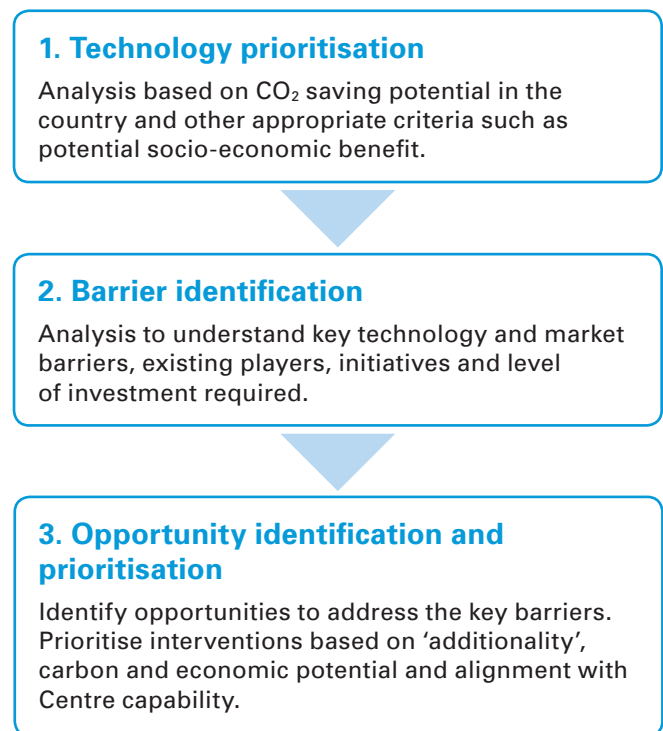 1. Technology prioritisation
Analysis based on CO₂ saving potential in the
country and other appropriate criteria such as
potential socio-economic benefit.
2. Barrier identification
Analysis to understand key technology and market
barriers, existing players, initiatives and level
of investment required.
3. Opportunity identification and
prioritisation
Identify opportunities to address the key barriers.
Prioritise interventions based on ‘additionality’,
carbon and economic potential and alignment with
Centre capability.